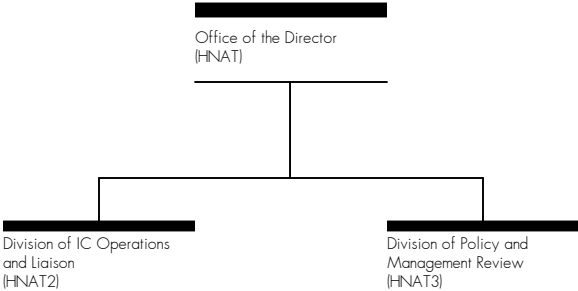 Office of the Director
(HNAT)
Division of IC Operations
and Liaison
(HNAT2)
Division of Policy and
Management Review
(HNAT3)